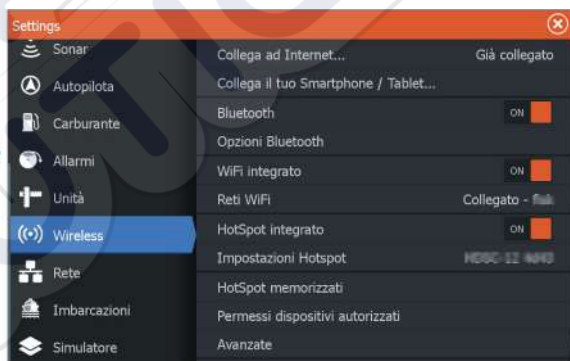 Settings
Sonar
Autopilota
Carburante
Allarmi
Unità
Wireless
Rete
Imbarcazioni
Simulatore
Collega ad Internet... Già collegato
Collega il tuo Smartphone / Tablet...
Bluetooth ON
Opzioni Bluetooth
WiFi integrato ON
Reti WiFi Collegato -
HotSpot integrato ON
Impostazioni Hotspot
HotSpot memorizzati
Permessi dispositivi autorizzati
Avanzate